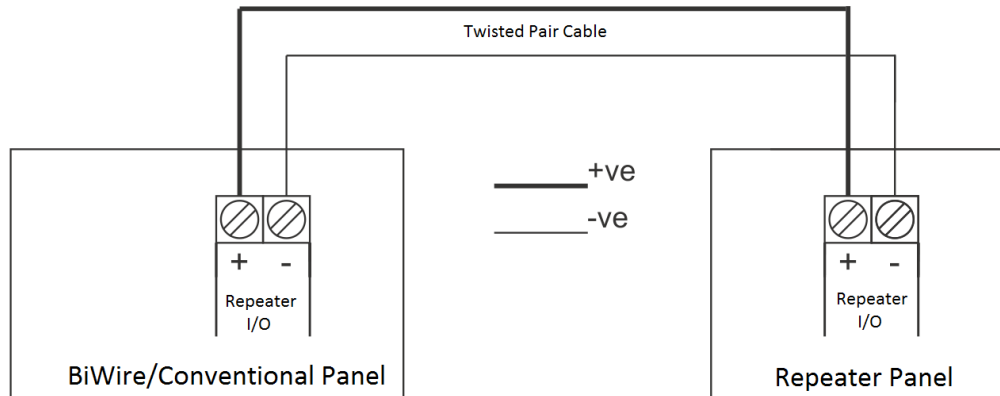 Twisted Pair Cable
+ve
-ve
+ -
Repeater
I/O
BiWire/Conventional Panel
+ -
Repeater
I/O
Repeater Panel